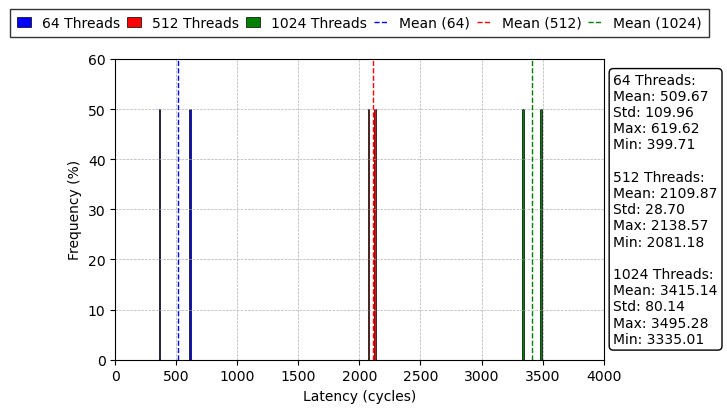 64 Threads 512 Threads 1024 Threads Mean (64) Mean (512) Mean (1024)
60
50
40
30
20
10
0
Frequency (%)
0 500 1000 1500 2000 2500 3000 3500 4000
Latency (cycles)
64 Threads:
Mean: 509.67
Std: 109.96
Max: 619.62
Min: 399.71
512 Threads:
Mean: 2109.87
Std: 28.70
Max: 2138.57
Min: 2081.18
1024 Threads:
Mean: 3415.14
Std: 80.14
Max: 3495.28
Min: 3335.01